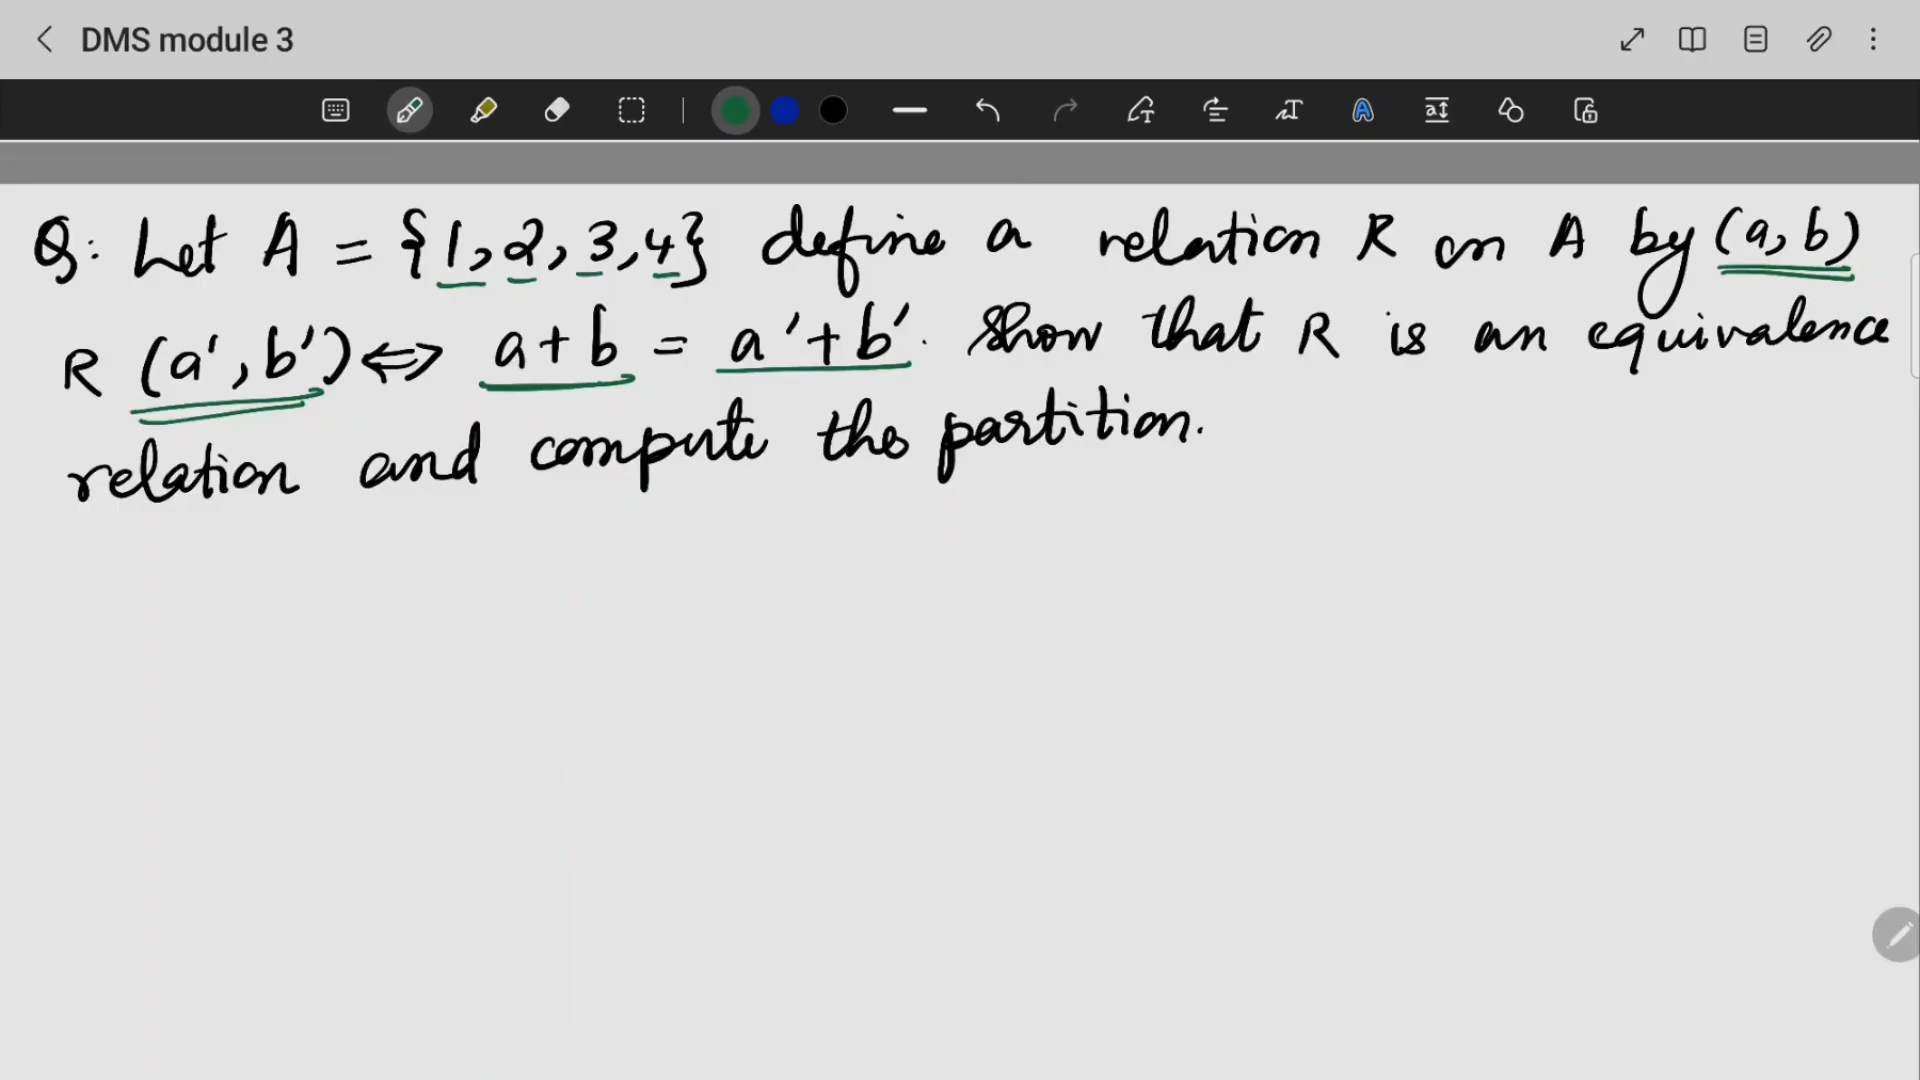 DMS module 3
Q: Let A = {1, 2, 3, 4} define a relation R on A by (a, b)
R (a', b') ⟺ a + b = a' + b'. Show that R is an equivalence
relation and compute the partition.